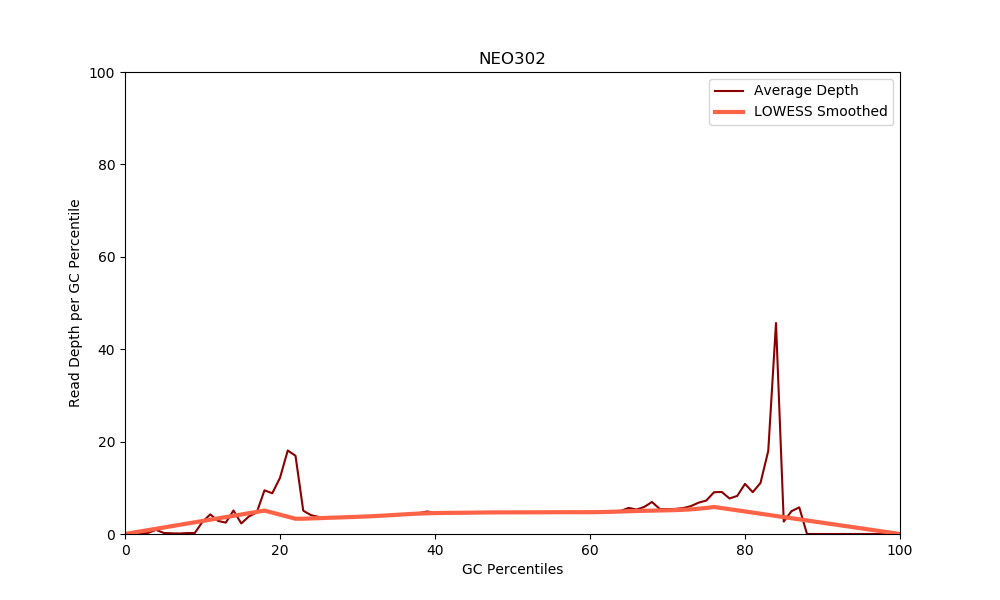 NEO302
Average Depth
LOWESS Smoothed
Read Depth per GC Percentile
100
80
60
40
20
0
0 20 40 60 80 100
GC Percentiles